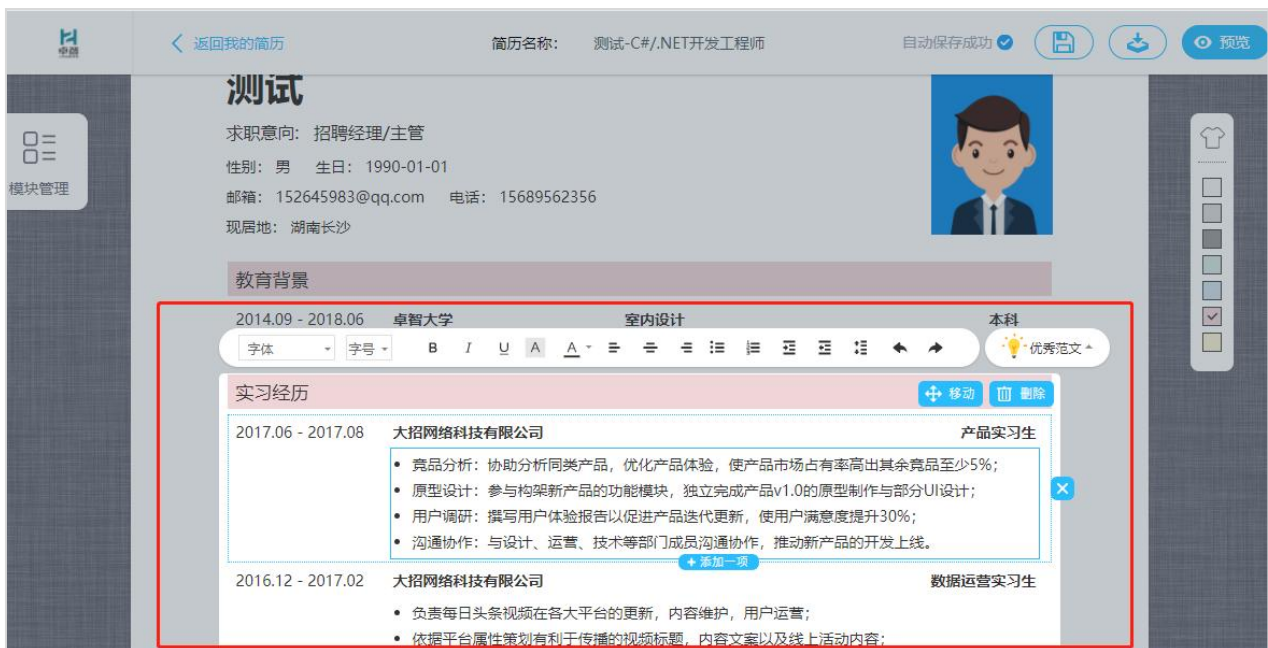 卓创
返回我的简历 简历名称: 测试-C#/.NET开发工程师 自动保存成功 预览
测试
求职意向: 招聘经理/主管
性别: 男 生日: 1990-01-01
邮箱: 152645983@qq.com 电话: 15689562356
现居地: 湖南长沙
模块管理
教育背景
2014.09 - 2018.06 卓智大学 室内设计 本科
字体 字号 B I U A A 优秀范文
实习经历 移动 删除
2017.06 - 2017.08 大招网络科技有限公司 产品实习生
• 竞品分析: 协助分析同类产品, 优化产品体验, 使产品市场占有率高出其余竞品至少5%;
• 原型设计: 参与构架新产品的功能模块, 独立完成产品v1.0的原型制作与部分UI设计;
• 用户调研: 撰写用户体验报告以促进产品迭代更新, 使用户满意度提升30%;
• 沟通协作: 与设计、运营、技术等部门成员沟通协作, 推动新产品的开发上线。
+ 添加一项
2016.12 - 2017.02 大招网络科技有限公司 数据运营实习生
• 负责每日头条视频在各大平台的更新, 内容维护, 用户运营;
• 依据平台属性策划有利于传播的视频标题, 内容文案以及线上活动内容;